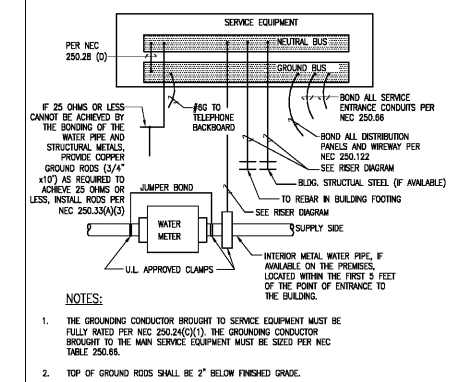 SERVICE EQUIPMENT
NEUTRAL BUS
PER NEC
250.28 (D)
GROUND BUS
BOND ALL SERVICE
ENTRANCE CONDUITS PER
NEC 250.66
#6G TO
TELEPHONE
BACKBOARD
IF 25 OHMS OR LESS
CANNOT BE ACHIEVED BY
THE BONDING OF THE
WATER PIPE AND
STRUCTURAL METALS,
PROVIDE COPPER
GROUND RODS (3/4"
x10') AS REQUIRED TO
ACHIEVE 25 OHMS OR
LESS, INSTALL RODS PER
NEC 250.33(A)(3)
BOND ALL DISTRIBUTION
PANELS AND WIREWAY PER
NEC 250.122
SEE RISER DIAGRAM
BLDG. STRUCTUAL STEEL (IF AVAILABLE)
TO REBAR IN BUILDING FOOTING
JUMPER BOND
SEE RISER DIAGRAM
WATER
METER
SUPPLY SIDE
U.L. APPROVED CLAMPS
INTERIOR METAL WATER PIPE, IF
AVAILABLE ON THE PREMISES,
LOCATED WITHIN THE FIRST 5 FEET
OF THE POINT OF ENTRANCE TO
THE BUILDING.
NOTES:
1. THE GROUNDING CONDUCTOR BROUGHT TO SERVICE EQUIPMENT MUST BE
FULLY RATED PER NEC 250.24(C)(1). THE GROUNDING CONDUCTOR
BROUGHT TO THE MAIN SERVICE EQUIPMENT MUST BE SIZED PER NEC
TABLE 250.66.
2. TOP OF GROUND RODS SHALL BE 2" BELOW FINISHED GRADE.